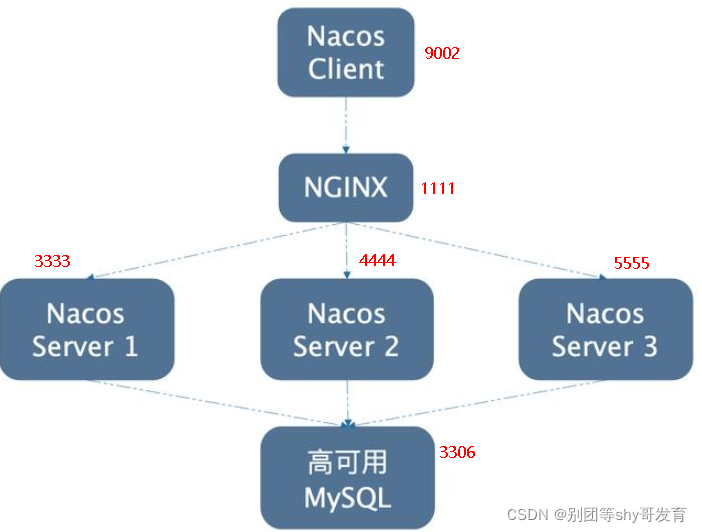 Nacos
Client
9002
NGINX
1111
3333
4444
5555
Nacos
Server 1
Nacos
Server 2
Nacos
Server 3
高可用
MySQL
3306
CSDN @别团等shy哥发育